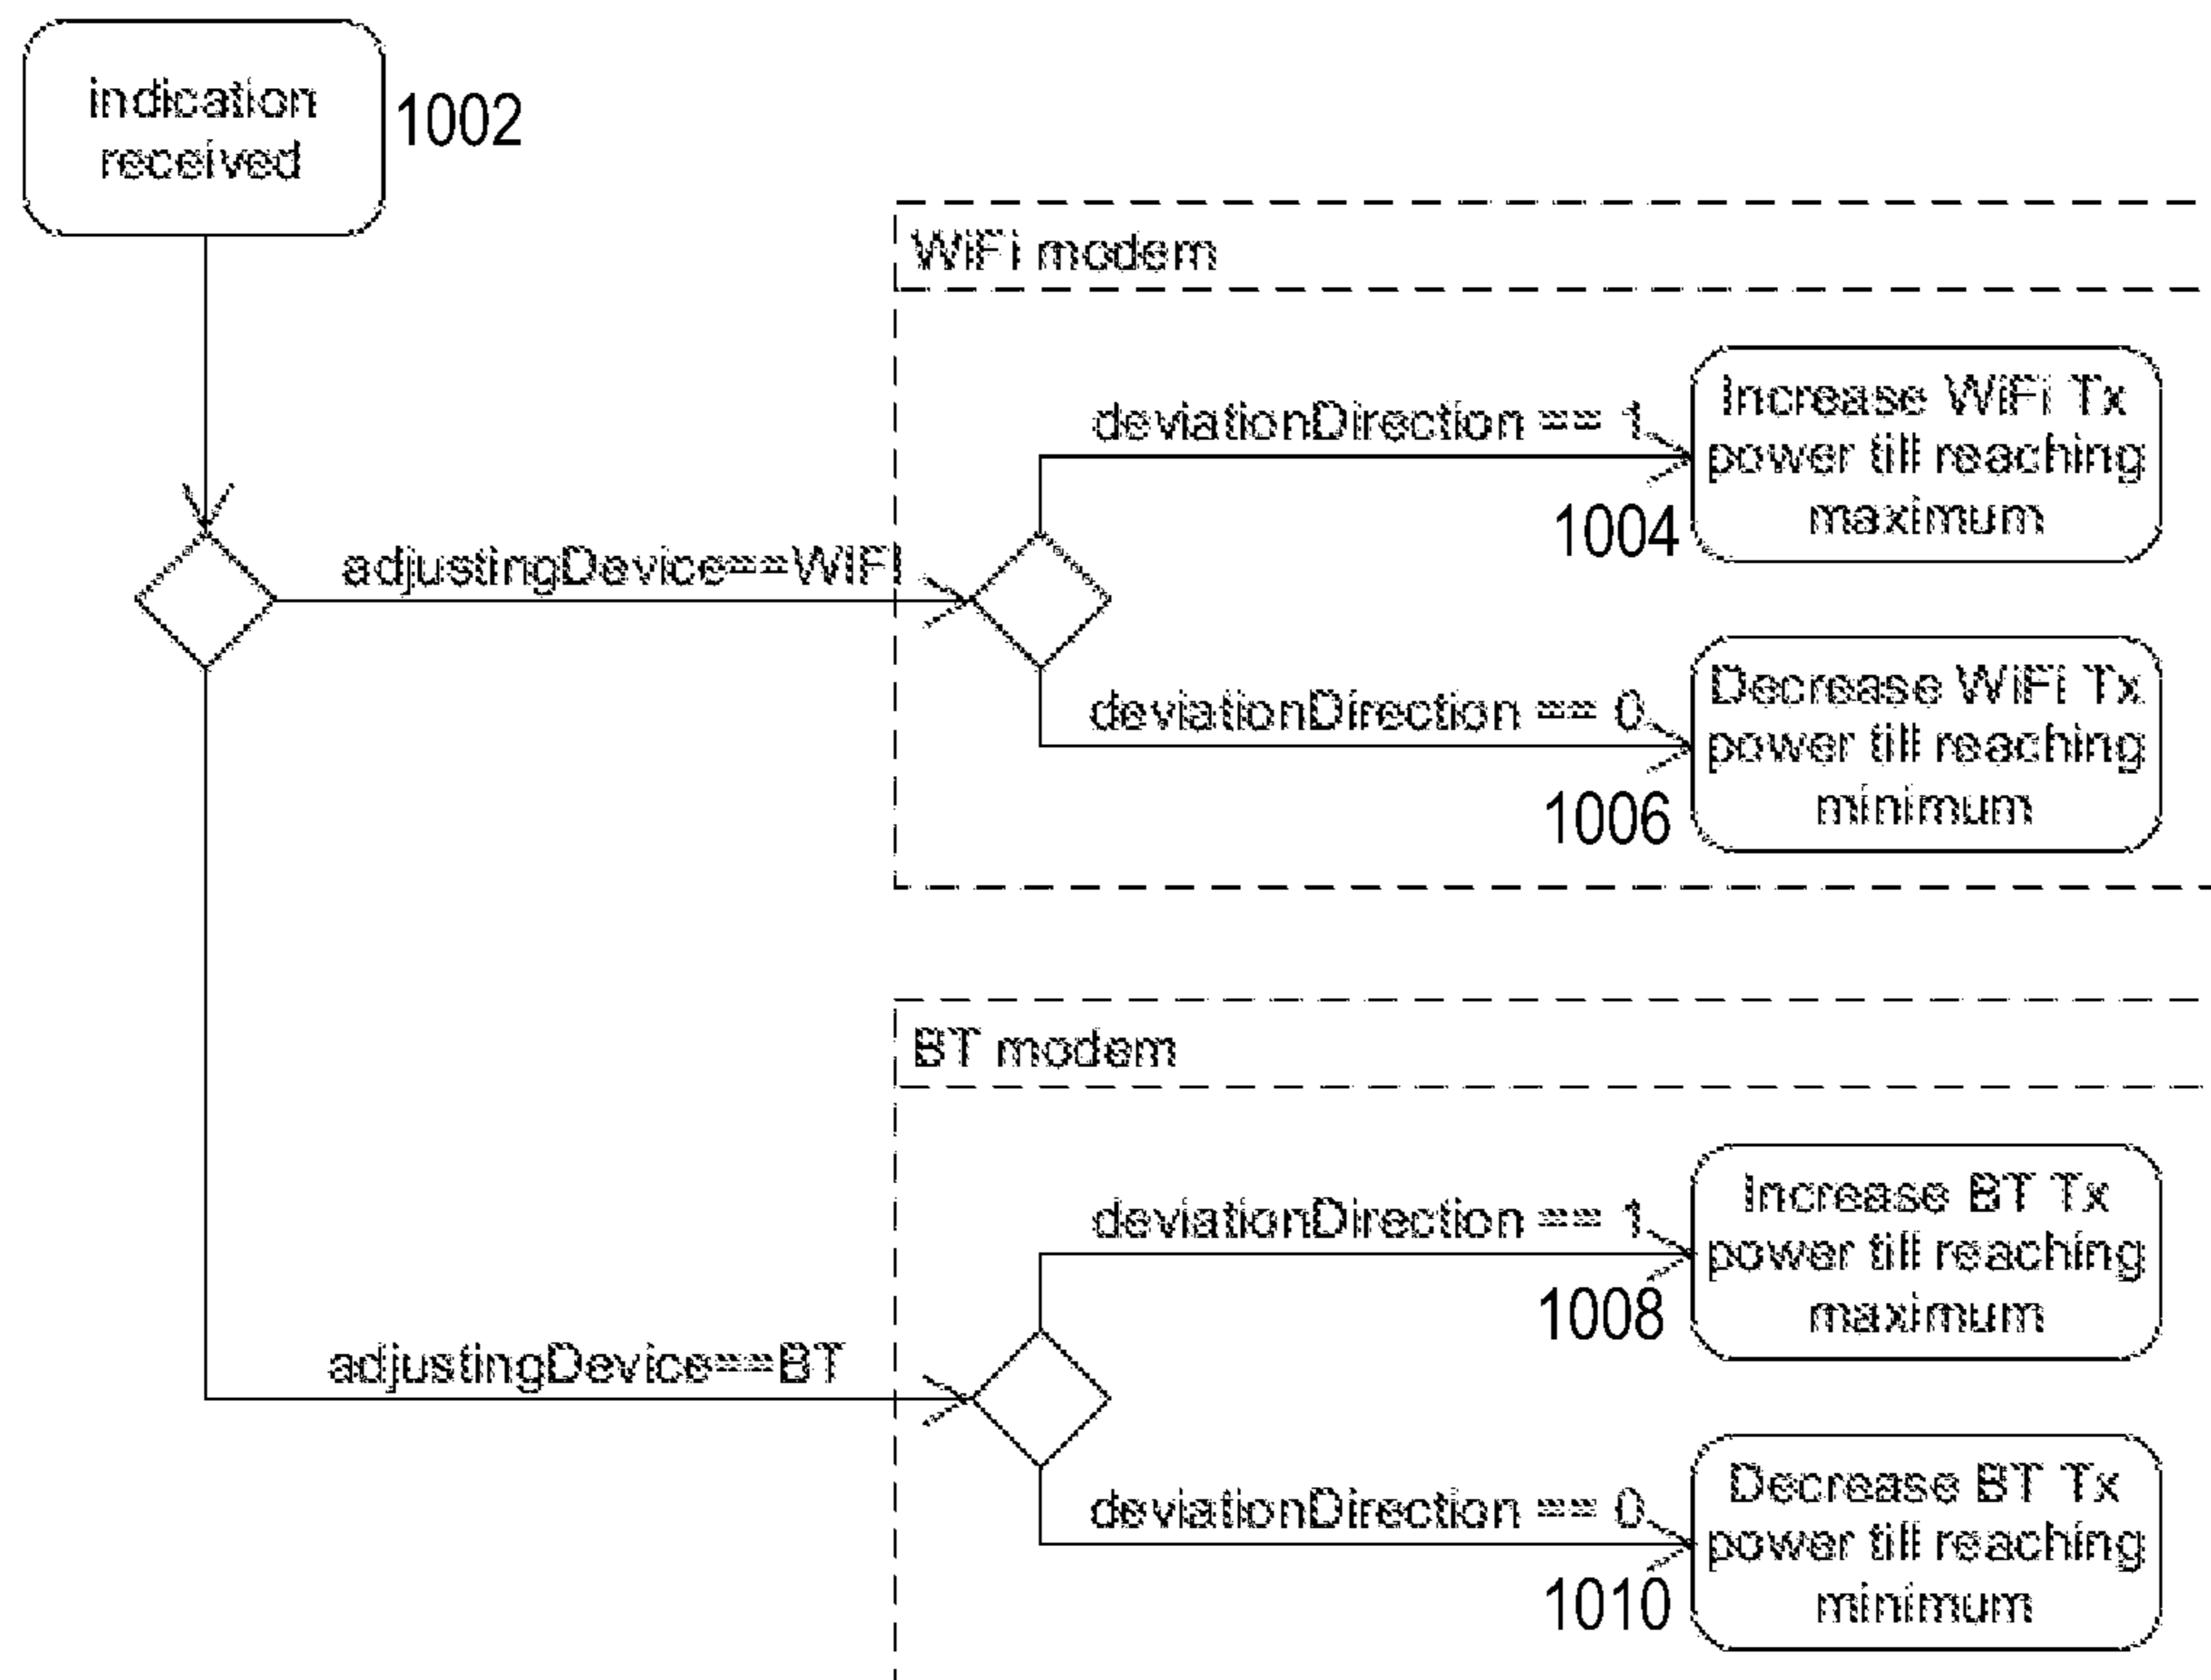 indication
received
1002
WiFi modem
deviationDirection == 1
Increase WiFi Tx
power till reaching
maximum
1004
adjustingDevice==WIFI
deviationDirection == 0
Decrease WiFi Tx
power till reaching
minimum
1006
BT modem
deviationDirection == 1
Increase BT Tx
power till reaching
maximum
1008
adjustingDevice==BT
deviationDirection == 0
Decrease BT Tx
power till reaching
minimum
1010